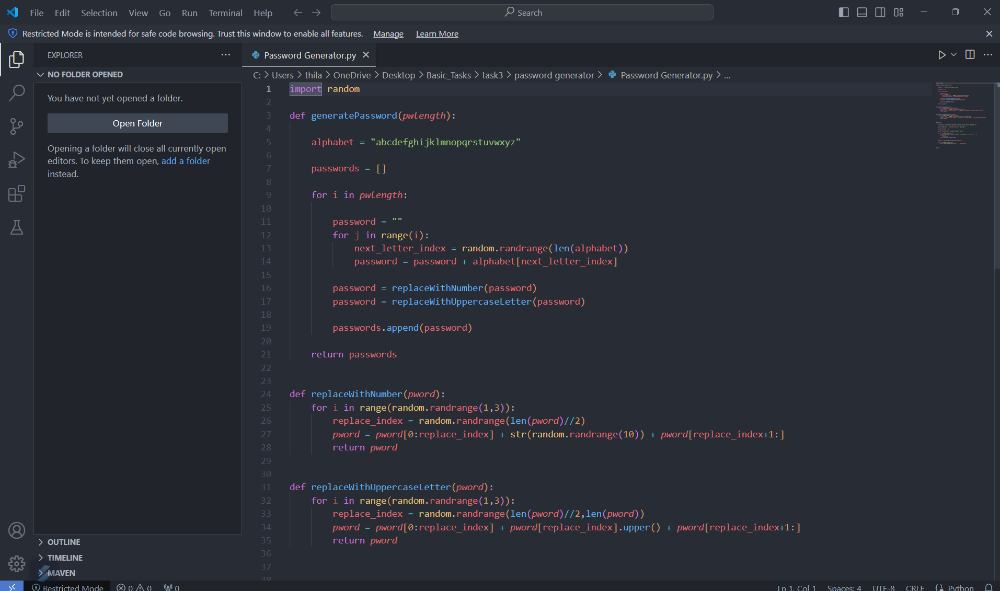 File Edit Selection View Go Run Terminal Help
Search
Restricted Mode is intended for safe code browsing. Trust this window to enable all features. Manage Learn More
EXPLORER
NO FOLDER OPENED
You have not yet opened a folder.
Open Folder
Opening a folder will close all currently open
editors. To keep them open, add a folder
instead.
OUTLINE
TIMELINE
MAVEN
Password Generator.py
C: > Users > thila > OneDrive > Desktop > Basic_Tasks > task3 > password generator > Password Generator.py > ...
1 import random
2
3 def generatePassword(pwlength):
4
5     alphabet = "abcdefghijklmnopqrstuvwxyz"
6
7     passwords = []
8
9     for i in pwlength:
10
11         password = ""
12         for j in range(i):
13             next_letter_index = random.randrange(len(alphabet))
14             password = password + alphabet[next_letter_index]
15
16         password = replaceWithNumber(password)
17         password = replaceWithUppercaseLetter(password)
18
19         passwords.append(password)
20
21     return passwords
22
23
24 def replaceWithNumber(pword):
25     for i in range(random.randrange(1,3)):
26         replace_index = random.randrange(len(pword)//2)
27         pword = pword[0:replace_index] + str(random.randrange(10)) + pword[replace_index+1:]
28         return pword
29
30
31 def replaceWithUppercaseLetter(pword):
32     for i in range(random.randrange(1,3)):
33         replace_index = random.randrange(len(pword)//2,len(pword))
34         pword = pword[0:replace_index] + pword[replace_index].upper() + pword[replace_index+1:]
35         return pword
36
37
38
Restricted Mode 0 0 0 Ln 1, Col 1 Spaces: 4 UTF-8 CRLF Python